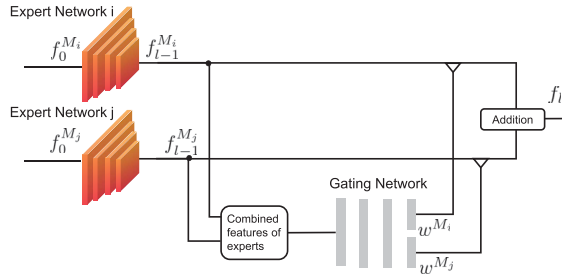 Expert Network i
f_0^{M_i}
f_{l-1}^{M_i}
Expert Network j
f_0^{M_j}
f_{l-1}^{M_j}
Addition
f_l
Gating Network
Combined
features of
experts
w^{M_i}
w^{M_j}